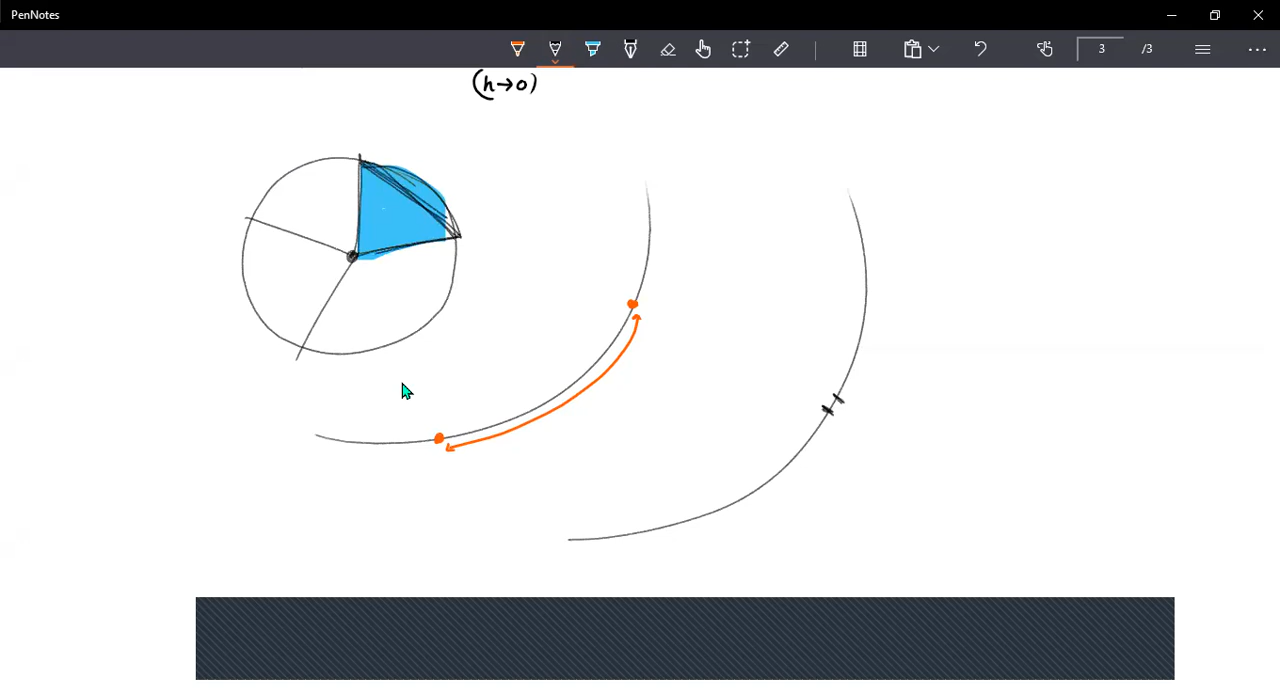 PenNotes
3 /3
(h→0)